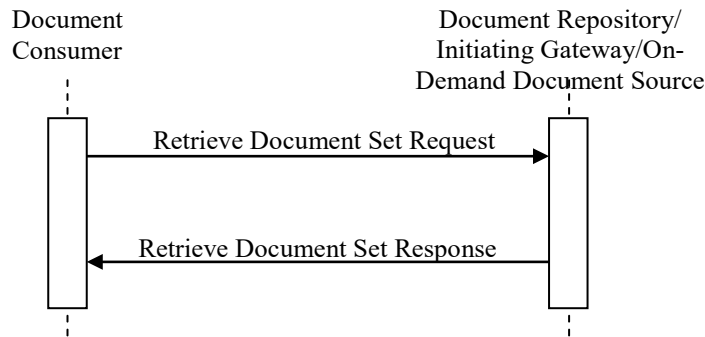 Document
Consumer
Document Repository/
Initiating Gateway/On-
Demand Document Source
Retrieve Document Set Request
Retrieve Document Set Response